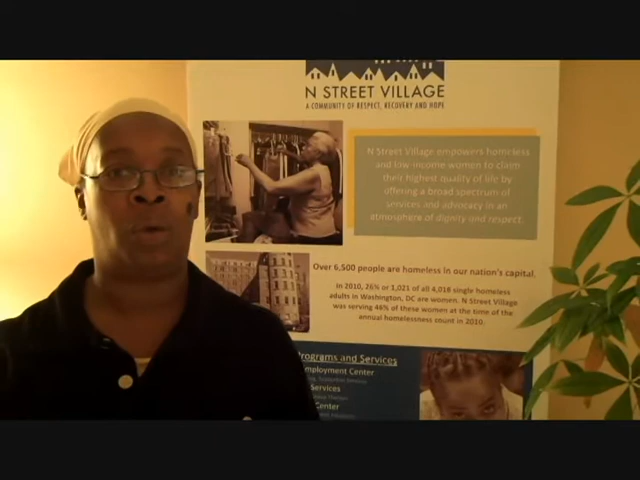 N STREET VILLAGE
A COMMUNITY OF RESPECT, RECOVERY AND HOPE
N Street Village empowers homeless
and low-income women to claim
their highest quality of life by
offering a broad spectrum of
services and advocacy in an
atmosphere of dignity and respect.
Over 6,500 people are homeless in our nation's capital.
In 2010, 26% or 1,021 of all 4,018 single homeless
adults in Washington, DC are women. N Street Village
was serving 46% of these women at the time of the
annual homelessness count in 2010.
Programs and Services
Employment Center
Services
Center